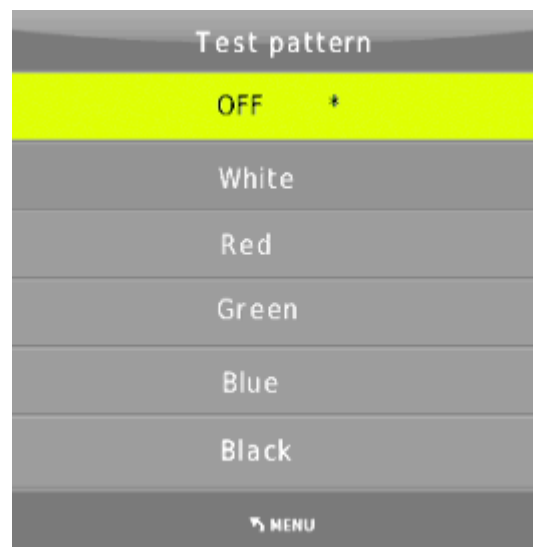 Test pattern
OFF *
White
Red
Green
Blue
Black
MENU